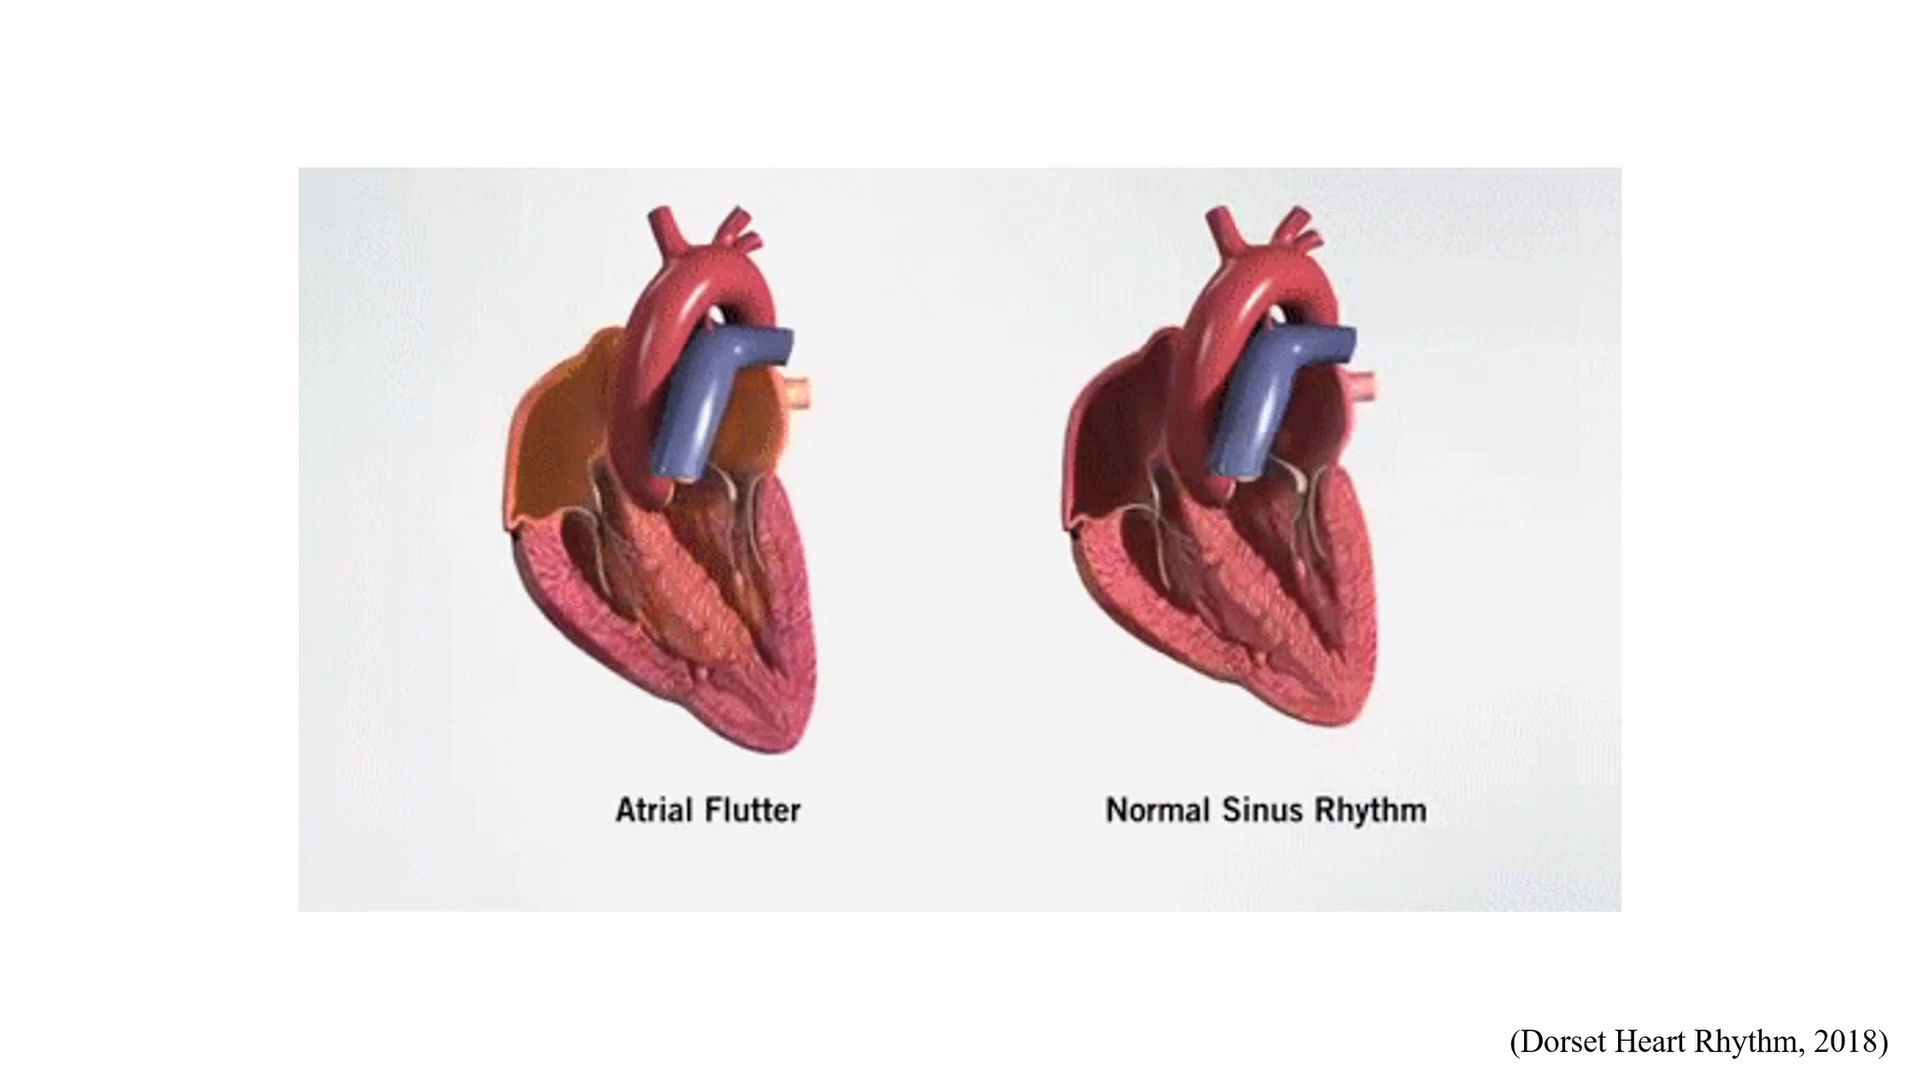 Atrial Flutter
Normal Sinus Rhythm
(Dorset Heart Rhythm, 2018)